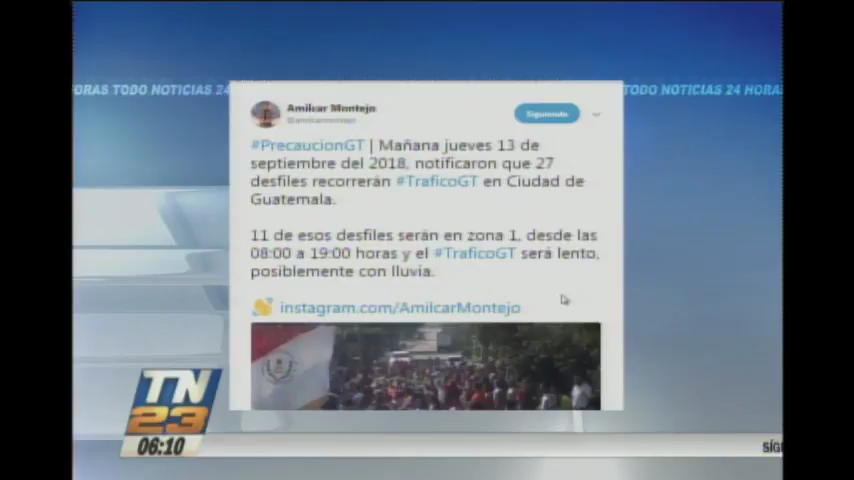 ORAS TODO NOTICIAS 24
TODO NOTICIAS 24 HORAS
Amilcar Montejo
@amilcarmontejo
Siguiendo
#PrecaucionGT | Mañana jueves 13 de
septiembre del 2018, notificaron que 27
desfiles recorrerán #TraficoGT en Ciudad de
Guatemala.
11 de esos desfiles serán en zona 1, desde las
08:00 a 19:00 horas y el #TraficoGT será lento,
posiblemente con lluvia.
👏 instagram.com/AmilcarMontejo
TN
23
06:10
SÍG